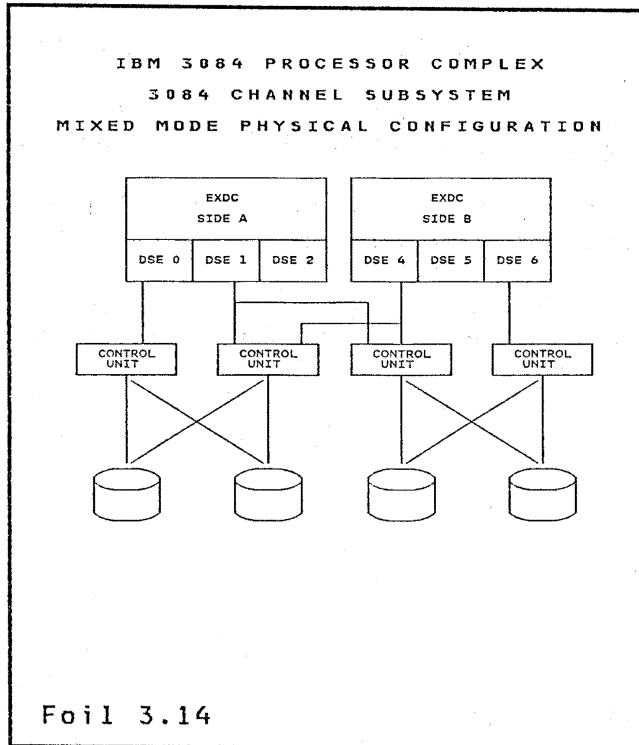 IBM 3084 PROCESSOR COMPLEX
3084 CHANNEL SUBSYSTEM
MIXED MODE PHYSICAL CONFIGURATION
EXDC
SIDE A
DSE 0 DSE 1 DSE 2
EXDC
SIDE B
DSE 4 DSE 5 DSE 6
CONTROL
UNIT
CONTROL
UNIT
CONTROL
UNIT
CONTROL
UNIT
Foil 3.14